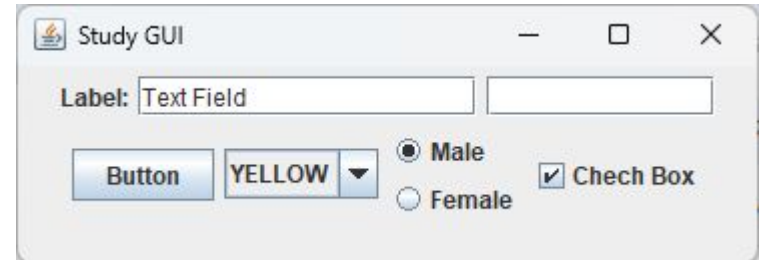 Study GUI
Label: Text Field
Button YELLOW Male
Female
Chech Box